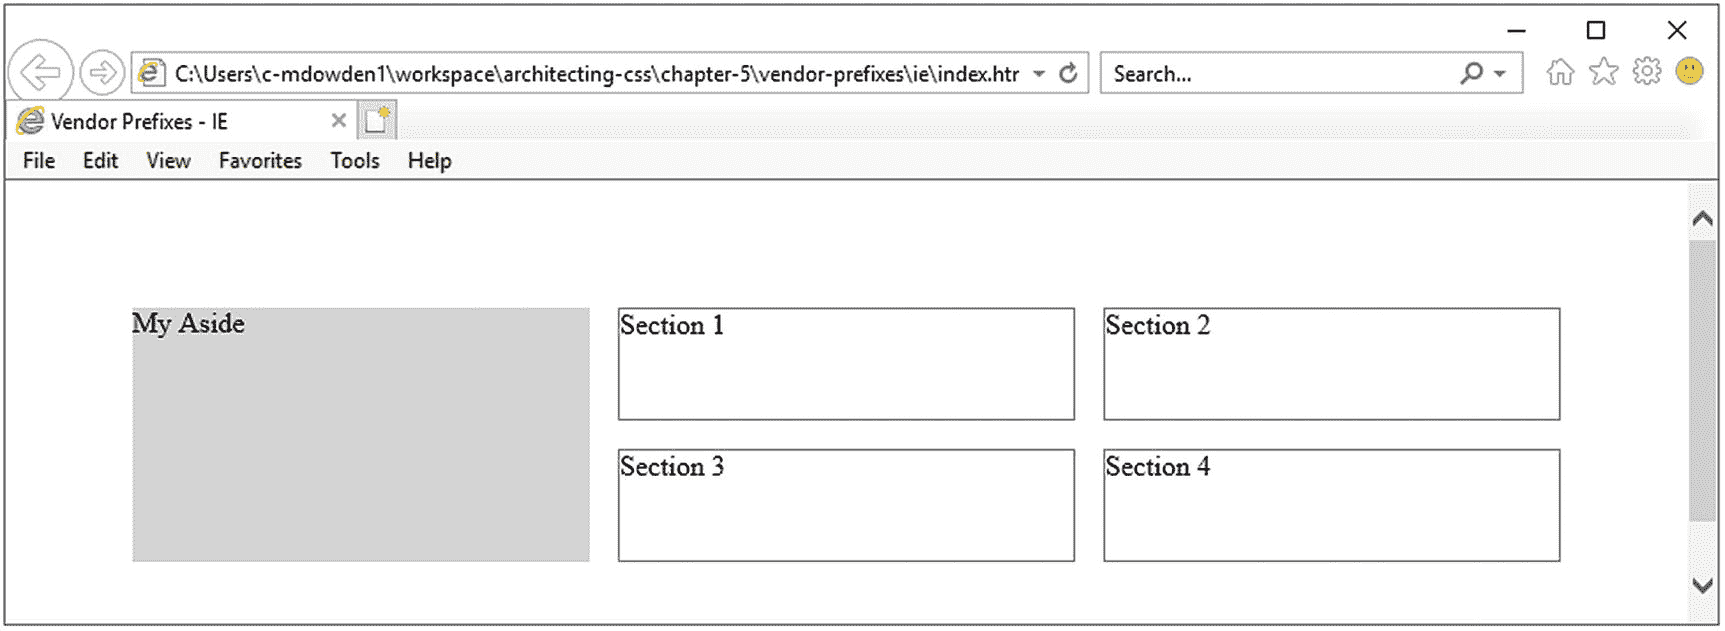 C:\Users\c-mdowden1\workspace\architecting-css\chapter-5\vendor-prefixes\ie\index.htr Search...
Vendor Prefixes - IE
File Edit View Favorites Tools Help
My Aside Section 1 Section 2
Section 3 Section 4